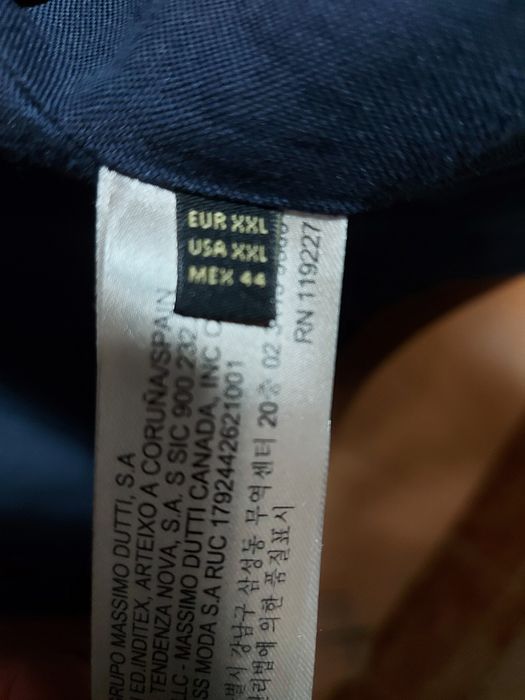 EUR XXL
USA XXL
MEX 44
GRUPO MASSIMO DUTTI, S.A
ED.INDITEX, ARTEIXO A CORUÑA/SPAIN
TENDENZA NOVA, S.A. S SIC 900 232
LLC - MASSIMO DUTTI CANADA, INC
SS MODA S.A RUC 1792442621001
별시 강남구 삼성동 무역센터 20층 02
리법에 의한 품질표시
RN 119227